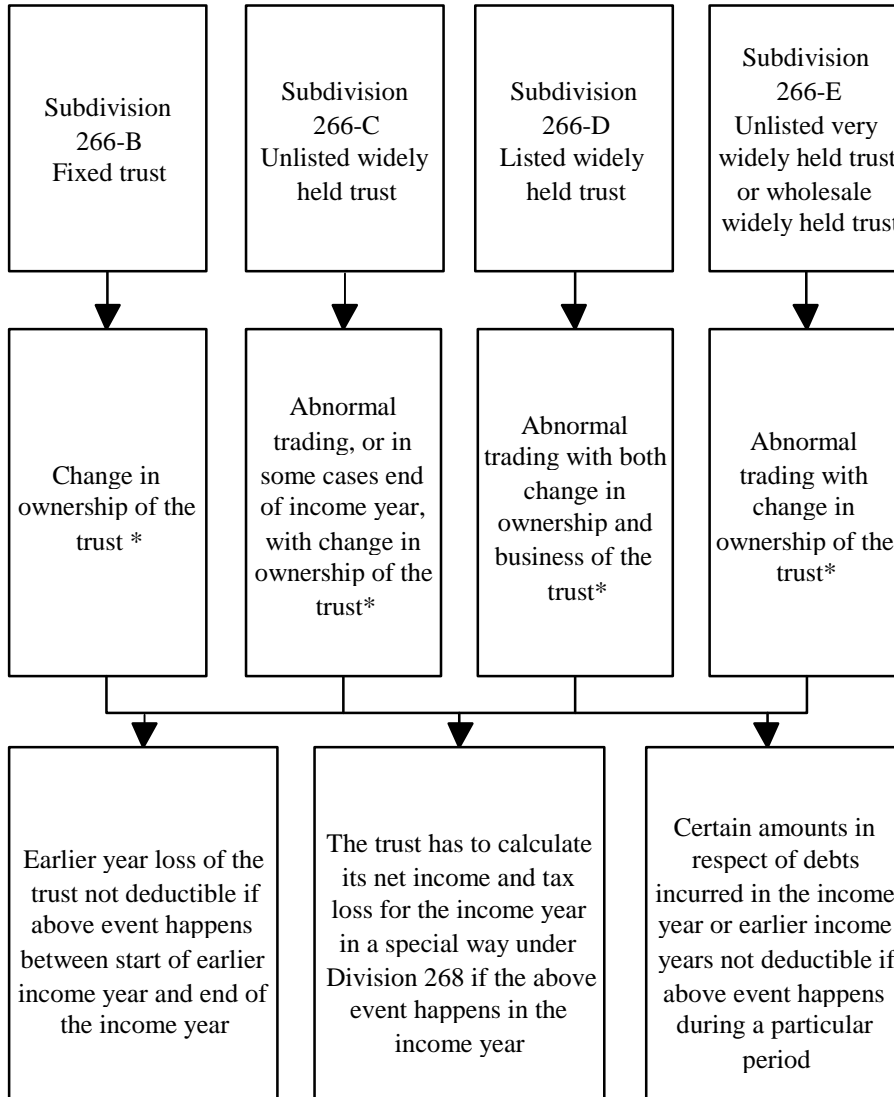 Subdivision
266-B
Fixed trust
Subdivision
266-C
Unlisted widely
held trust
Subdivision
266-D
Listed widely
held trust
Subdivision
266-E
Unlisted very
widely held trust
or wholesale
widely held trust
Change in
ownership of the
trust *
Abnormal
trading, or in
some cases end
of income year,
with change in
ownership of the
trust*
Abnormal
trading with both
change in
ownership and
business of the
trust*
Abnormal
trading with
change in
ownership of the
trust*
Earlier year loss of the
trust not deductible if
above event happens
between start of earlier
income year and end of
the income year
The trust has to calculate
its net income and tax
loss for the income year
in a special way under
Division 268 if the above
event happens in the
income year
Certain amounts in
respect of debts
incurred in the income
year or earlier income
years not deductible if
above event happens
during a particular
period